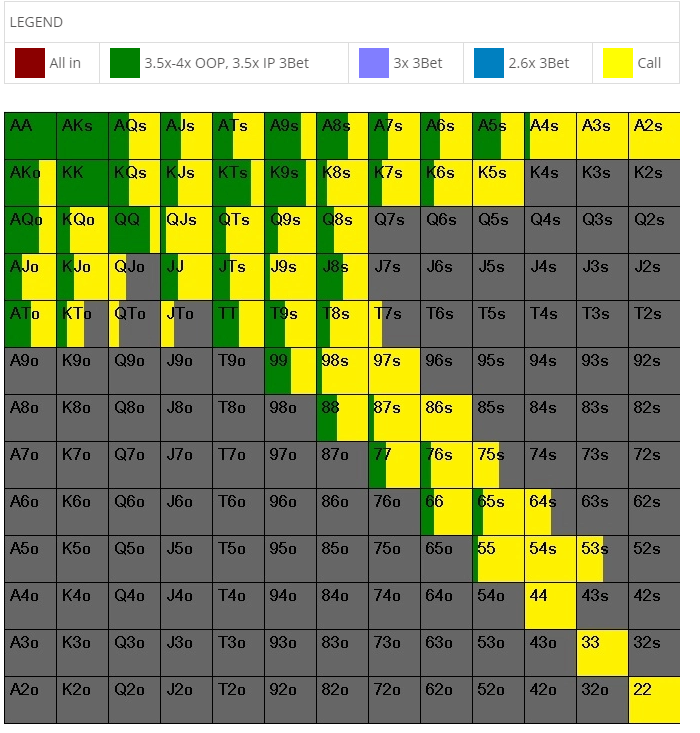 LEGEND
All in 3.5x-4x OOP, 3.5x IP 3Bet 3x 3Bet 2.6x 3Bet Call
AA AKs AQs AJs ATs A9s A8s A7s A6s A5s A4s A3s A2s
AKo KK KQs KJs KTs K9s K8s K7s K6s K5s K4s K3s K2s
AQo KQo QQ QJs QTs Q9s Q8s Q7s Q6s Q5s Q4s Q3s Q2s
AJo KJo QJo JJ JTs J9s J8s J7s J6s J5s J4s J3s J2s
ATo KTo QTo JTo TT T9s T8s T7s T6s T5s T4s T3s T2s
A9o K9o Q9o J9o T9o 99 98s 97s 96s 95s 94s 93s 92s
A8o K8o Q8o J8o T8o 98o 88 87s 86s 85s 84s 83s 82s
A7o K7o Q7o J7o T7o 97o 87o 77 76s 75s 74s 73s 72s
A6o K6o Q6o J6o T6o 96o 86o 76o 66 65s 64s 63s 62s
A5o K5o Q5o J5o T5o 95o 85o 75o 65o 55 54s 53s 52s
A4o K4o Q4o J4o T4o 94o 84o 74o 64o 54o 44 43s 42s
A3o K3o Q3o J3o T3o 93o 83o 73o 63o 53o 43o 33 32s
A2o K2o Q2o J2o T2o 92o 82o 72o 62o 52o 42o 32o 22